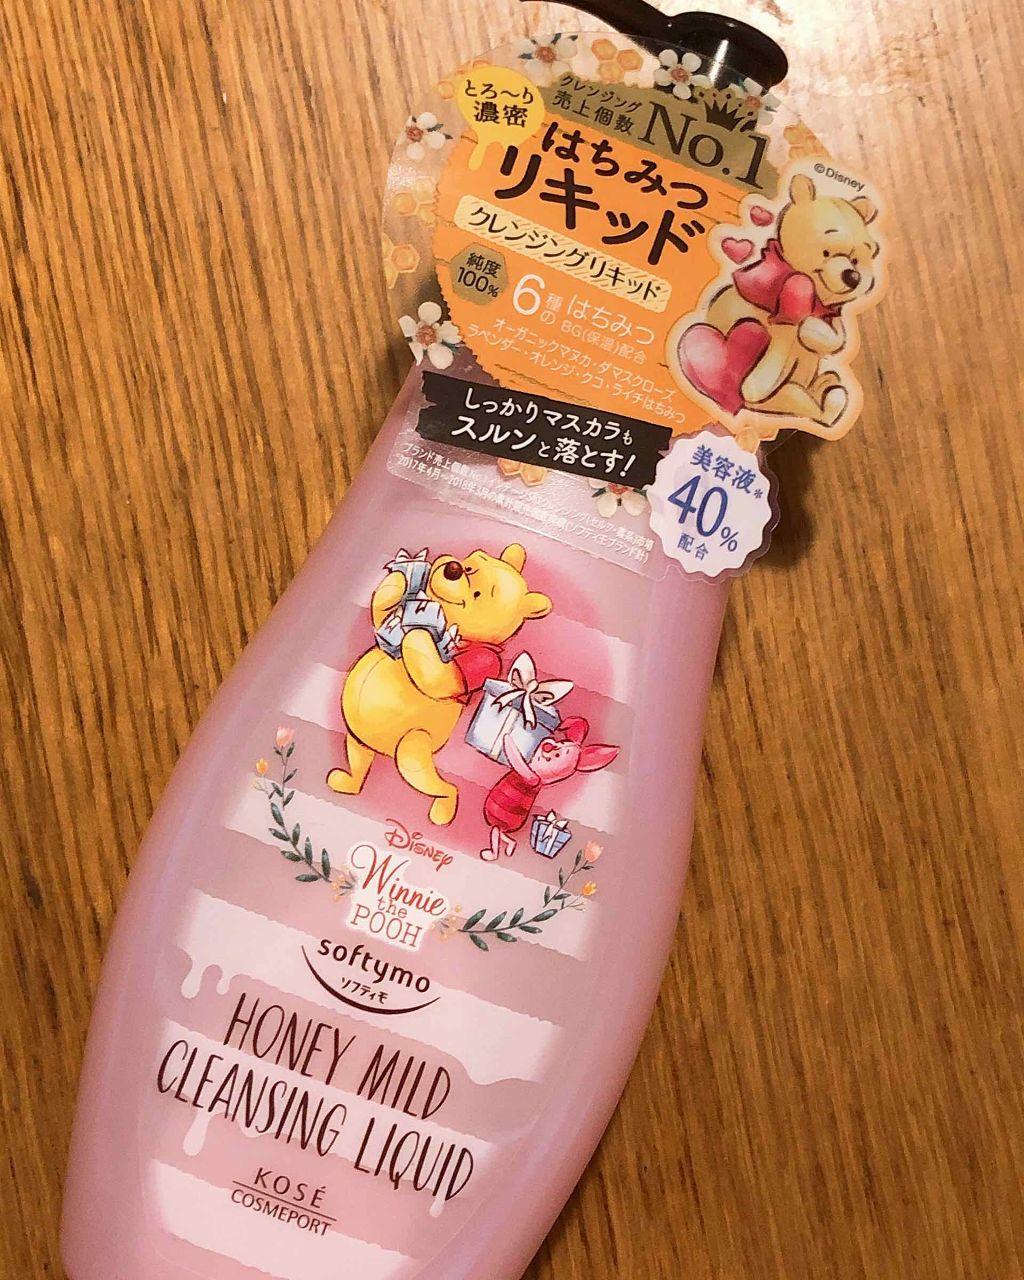 とろ〜り
濃密
クレンジング
売上個数
No.1
はちみつ
リキッド
クレンジングリキッド
©Disney
純度
100%
6種の はちみつ
BG(保湿)配合
オーガニックマヌカ・ダマスクローズ
ラベンダー・オレンジ・クコ・ライチはちみつ
しっかりマスカラも
スルンと落とす!
美容液*
40%
配合
Disney
Winnie
the
POOH
softymo
ソフティモ
HONEY MILD
CLEANSING LIQUID
KOSÉ
COSMEPORT